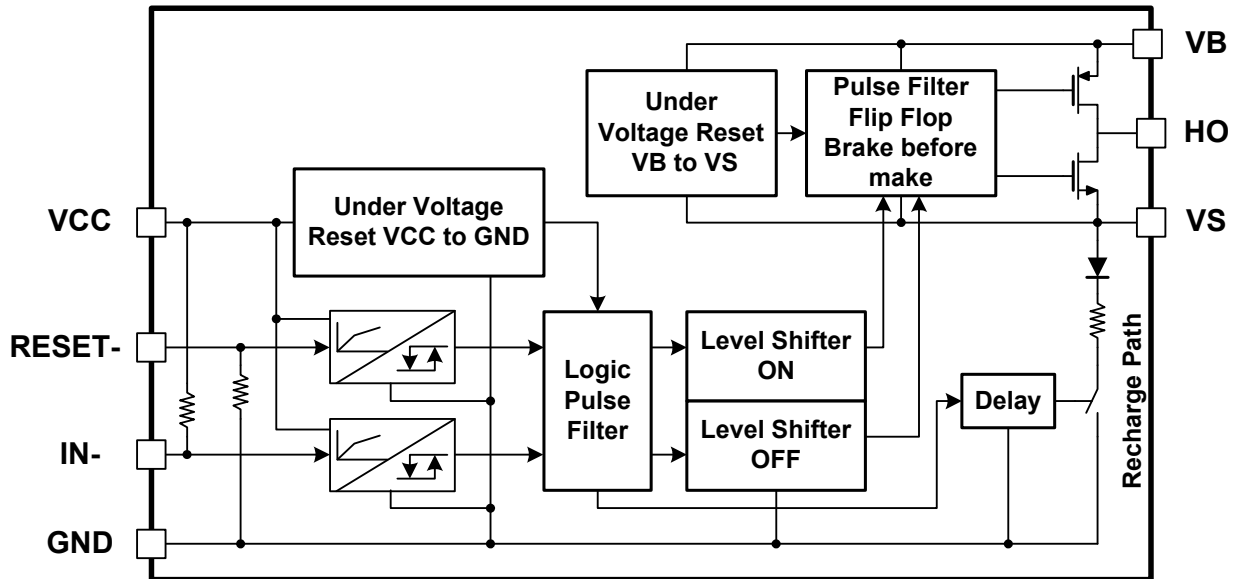 VB
HO
VS
Under
Voltage Reset
VB to VS
Pulse Filter
Flip Flop
Brake before
make
VCC
RESET-
IN-
GND
Under Voltage
Reset VCC to GND
Logic
Pulse
Filter
Level Shifter
ON
Level Shifter
OFF
Delay
Recharge Path